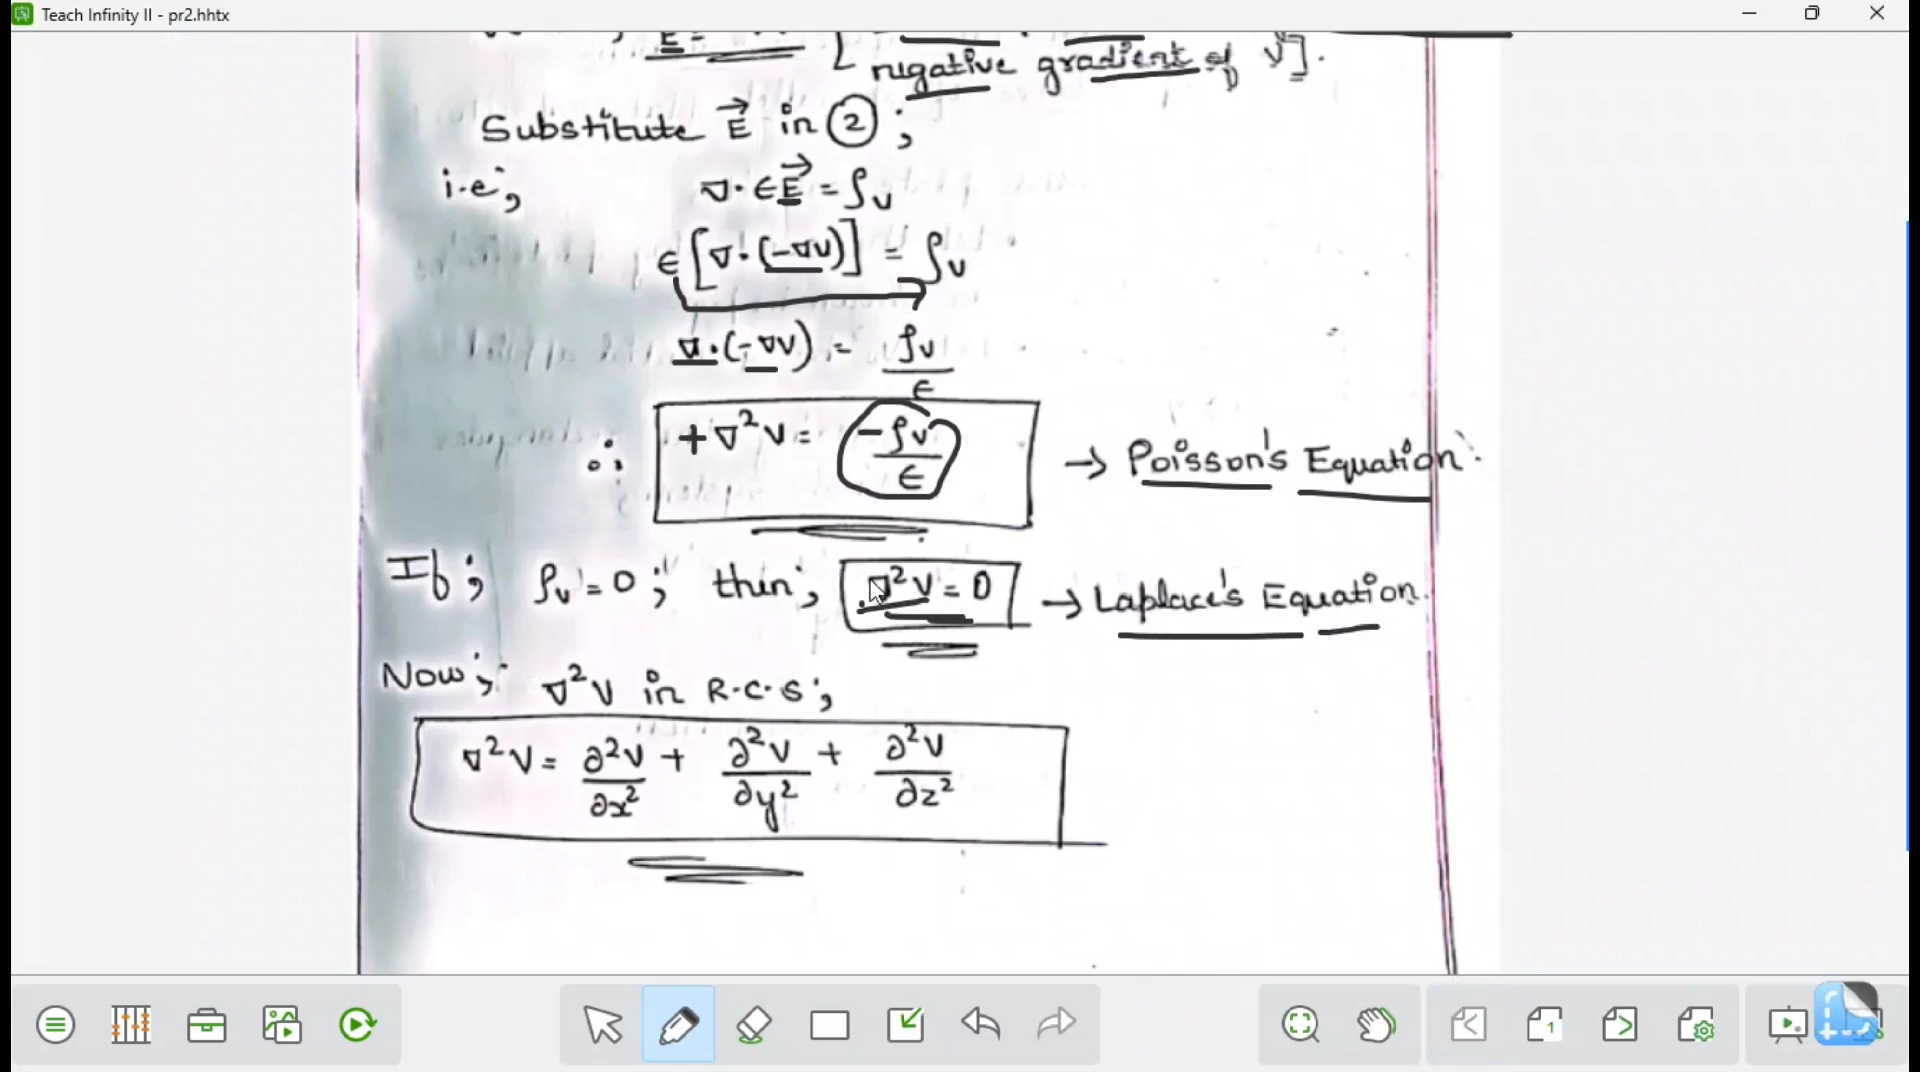 Teach Infinity II - pr2.hhtx
negative gradient of V].
Substitute E⃗ in ②;
i.e; ∇·ϵE⃗ = ρv
ϵ[∇·(-∇V)] = ρv
∇·(-∇V) = ρv/ϵ
∴ +∇²V = -ρv/ϵ → Poisson's Equation.
If; ρv = 0; then; ∇²V = 0 → Laplace's Equation.
Now; ∇²V in R.C.S;
∇²V = ∂²V/∂x² + ∂²V/∂y² + ∂²V/∂z²
1